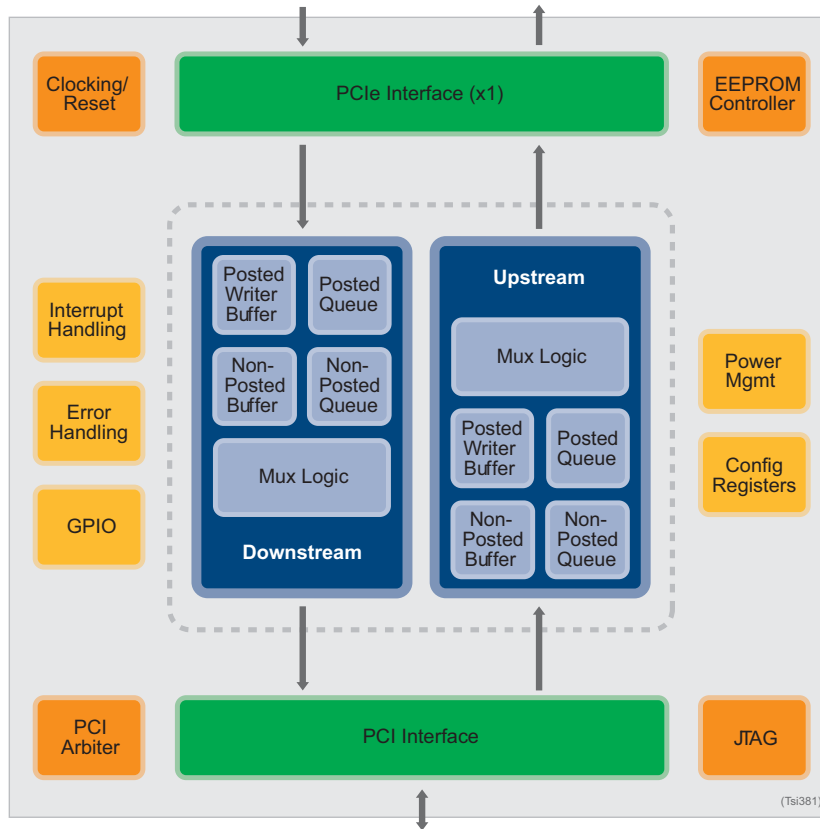 Clocking/
Reset
PCIe Interface (x1)
EEPROM
Controller
Posted
Writer
Buffer
Posted
Queue
Non-
Posted
Buffer
Non-
Posted
Queue
Mux Logic
Downstream
Upstream
Mux Logic
Posted
Writer
Buffer
Posted
Queue
Non-
Posted
Buffer
Non-
Posted
Queue
Interrupt
Handling
Error
Handling
GPIO
Power
Mgmt
Config
Registers
PCI
Arbiter
PCI Interface
JTAG
(Tsi381)